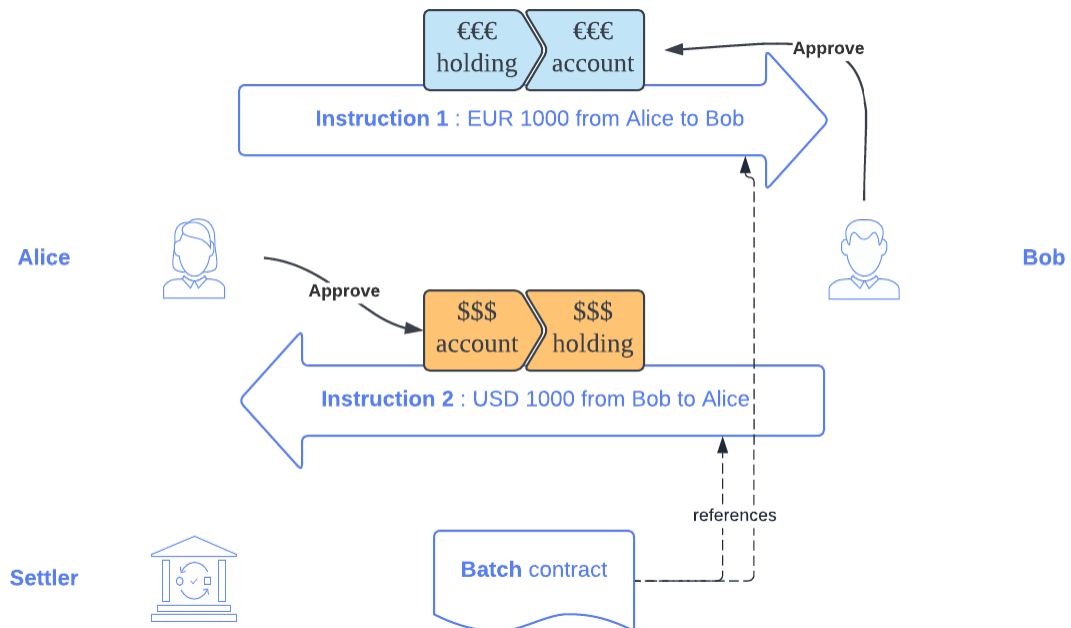 €€€ €€€
holding account
Approve
Instruction 1 : EUR 1000 from Alice to Bob
Alice
Bob
Approve
$$$ $$$
account holding
Instruction 2 : USD 1000 from Bob to Alice
references
Settler
Batch contract